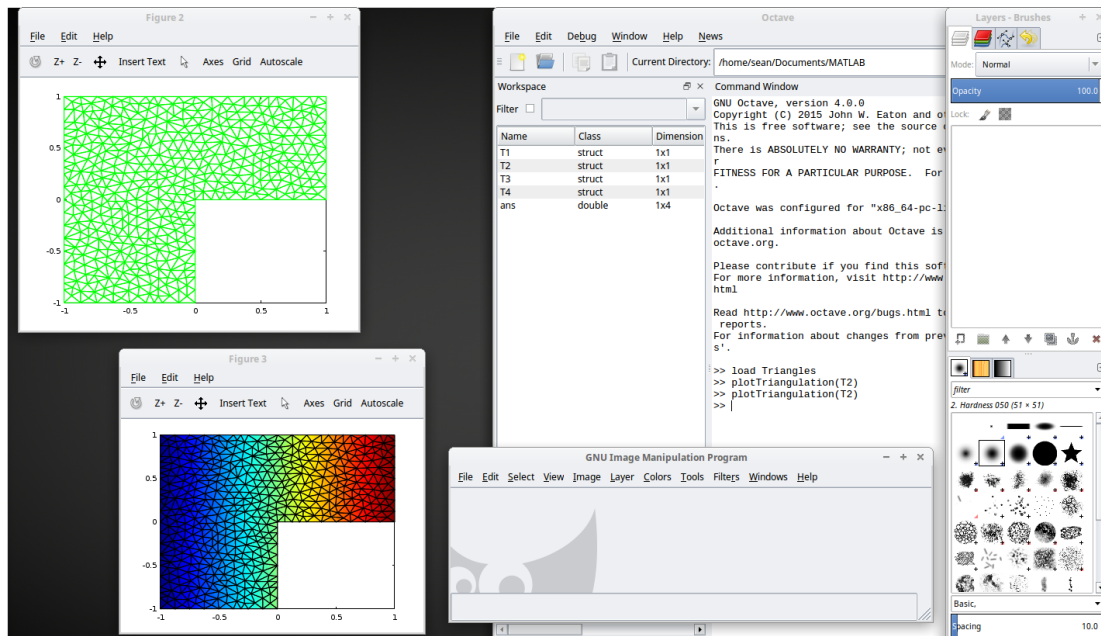 Figure 2
File Edit Help
Z+ Z- Insert Text Axes Grid Autoscale
1
0.5
0
-0.5
-1
-1 -0.5 0 0.5 1
Figure 3
File Edit Help
Z+ Z- Insert Text Axes Grid Autoscale
1
0.5
0
-0.5
-1
-1 -0.5 0 0.5 1
Octave
File Edit Debug Window Help News
Current Directory: /home/sean/Documents/MATLAB
Workspace
Filter
Name Class Dimension
T1 struct 1x1
T2 struct 1x1
T3 struct 1x1
T4 struct 1x1
ans double 1x4
Command Window
GNU Octave, version 4.0.0
Copyright (C) 2015 John W. Eaton and
This is free software; see the source
ns.
There is ABSOLUTELY NO WARRANTY; not
r
FITNESS FOR A PARTICULAR PURPOSE. For
.
Octave was configured for "x86_64-pc-
Additional information about Octave is
octave.org.
Please contribute if you find this
For more information, visit http://www
html
Read http://www.octave.org/bugs.html
reports.
For information about changes from
s'.
>> load Triangles
>> plotTriangulation(T2)
>> plotTriangulation(T2)
>>
GNU Image Manipulation Program
File Edit Select View Image Layer Colors Tools Filters Windows Help
Layers - Brushes
Mode: Normal
Opacity 100.0
Lock:
filter
2. Hardness 050 (51 × 51)
Basic,
Spacing 10.0